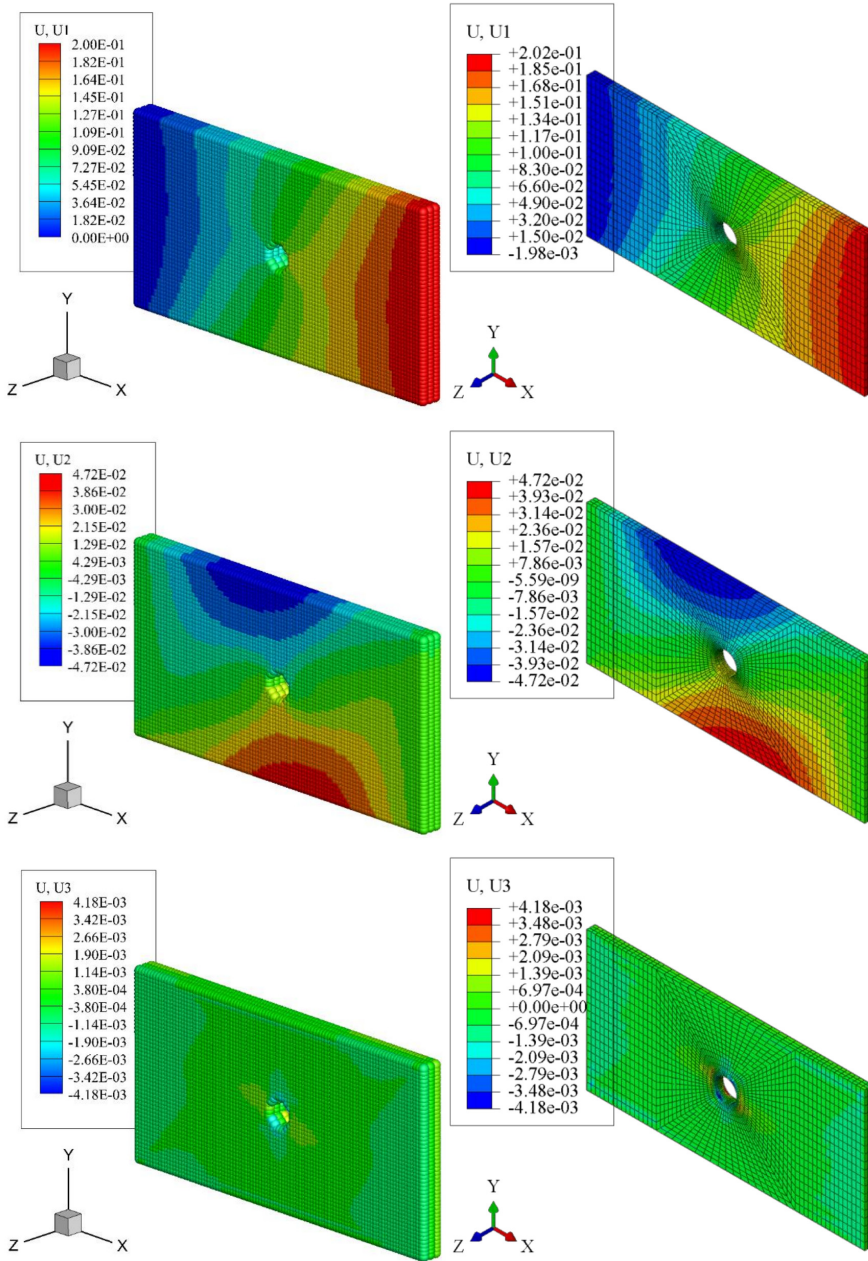 U, U1
2.00E-01
1.82E-01
1.64E-01
1.45E-01
1.27E-01
1.09E-01
9.09E-02
7.27E-02
5.45E-02
3.64E-02
1.82E-02
0.00E+00
Y
Z
X
U, U1
+2.02e-01
+1.85e-01
+1.68e-01
+1.51e-01
+1.34e-01
+1.17e-01
+1.00e-01
+8.30e-02
+6.60e-02
+4.90e-02
+3.20e-02
+1.50e-02
-1.98e-03
Y
Z
X
U, U2
4.72E-02
3.86E-02
3.00E-02
2.15E-02
1.29E-02
4.29E-03
-4.29E-03
-1.29E-02
-2.15E-02
-3.00E-02
-3.86E-02
-4.72E-02
Y
Z
X
U, U2
+4.72e-02
+3.93e-02
+3.14e-02
+2.36e-02
+1.57e-02
+7.86e-03
-5.59e-09
-7.86e-03
-1.57e-02
-2.36e-02
-3.14e-02
-3.93e-02
-4.72e-02
Y
Z
X
U, U3
4.18E-03
3.42E-03
2.66E-03
1.90E-03
1.14E-03
3.80E-04
-3.80E-04
-1.14E-03
-1.90E-03
-2.66E-03
-3.42E-03
-4.18E-03
Y
Z
X
U, U3
+4.18e-03
+3.48e-03
+2.79e-03
+2.09e-03
+1.39e-03
+6.97e-04
+0.00e+00
-6.97e-04
-1.39e-03
-2.09e-03
-2.79e-03
-3.48e-03
-4.18e-03
Y
Z
X